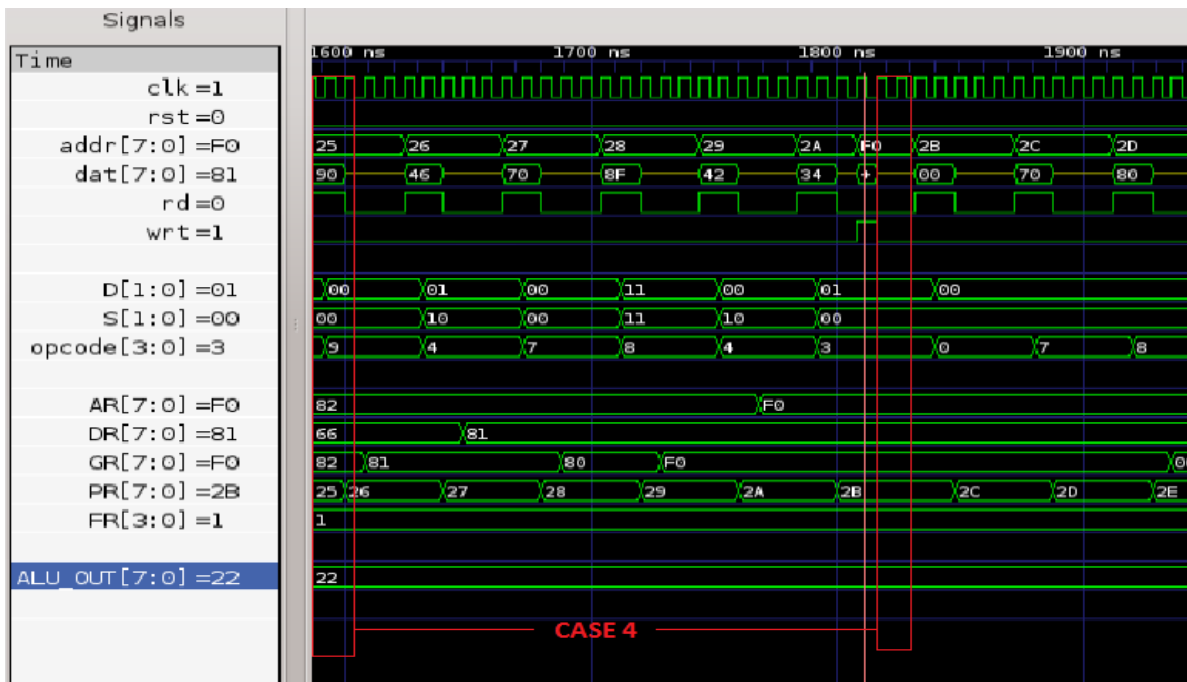 Signals
1600 ns 1700 ns 1800 ns 1900 ns
Time
clk =1
rst =0
addr[7:0] =F0 25 26 27 28 29 2A F0 2B 2C 2D
dat[7:0] =81 90 46 70 8F 42 34 + 00 70 80
rd =0
wrt =1
D[1:0] =01 00 01 00 11 00 01 00
S[1:0] =00 00 10 00 11 10 00
opcode[3:0] =3 9 4 7 8 4 3 0 7 8
AR[7:0] =F0 82 F0
DR[7:0] =81 66 81
GR[7:0] =F0 82 81 80 F0 0
PR[7:0] =2B 25 26 27 28 29 2A 2B 2C 2D 2E
FR[3:0] =1 1
ALU_OUT[7:0] =22 22
CASE 4